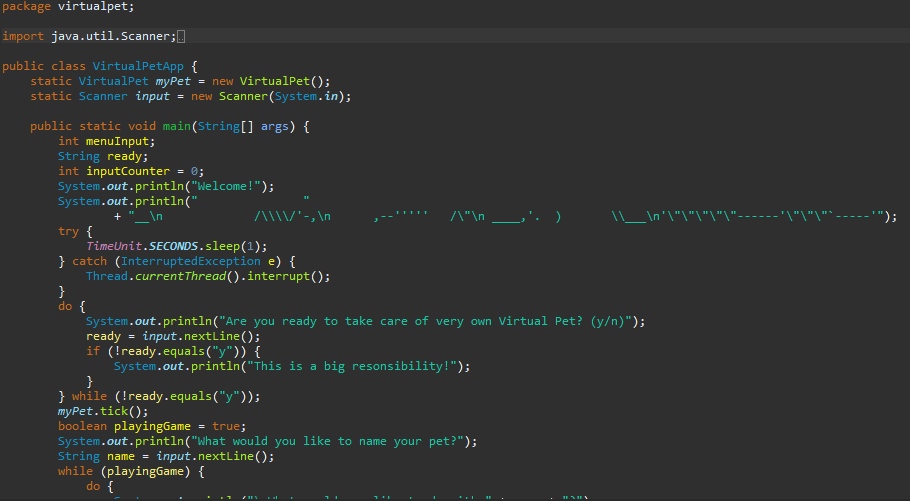 package virtualpet;
import java.util.Scanner;
public class VirtualPetApp {
static VirtualPet myPet = new VirtualPet();
static Scanner input = new Scanner(System.in);
public static void main(String[] args) {
int menuInput;
String ready;
int inputCounter = 0;
System.out.println("Welcome!");
System.out.println("               "
+ "__\n             /\\\\/'-,\n      ,--'''''   /\"\n ____,'.  )       \\___\n'\"\"\"\"\"------'\"\"\"`-----'");
try {
TimeUnit.SECONDS.sleep(1);
} catch (InterruptedException e) {
Thread.currentThread().interrupt();
}
do {
System.out.println("Are you ready to take care of very own Virtual Pet? (y/n)");
ready = input.nextLine();
if (!ready.equals("y")) {
System.out.println("This is a big resonsibility!");
}
} while (!ready.equals("y"));
myPet.tick();
boolean playingGame = true;
System.out.println("What would you like to name your pet?");
String name = input.nextLine();
while (playingGame) {
do {